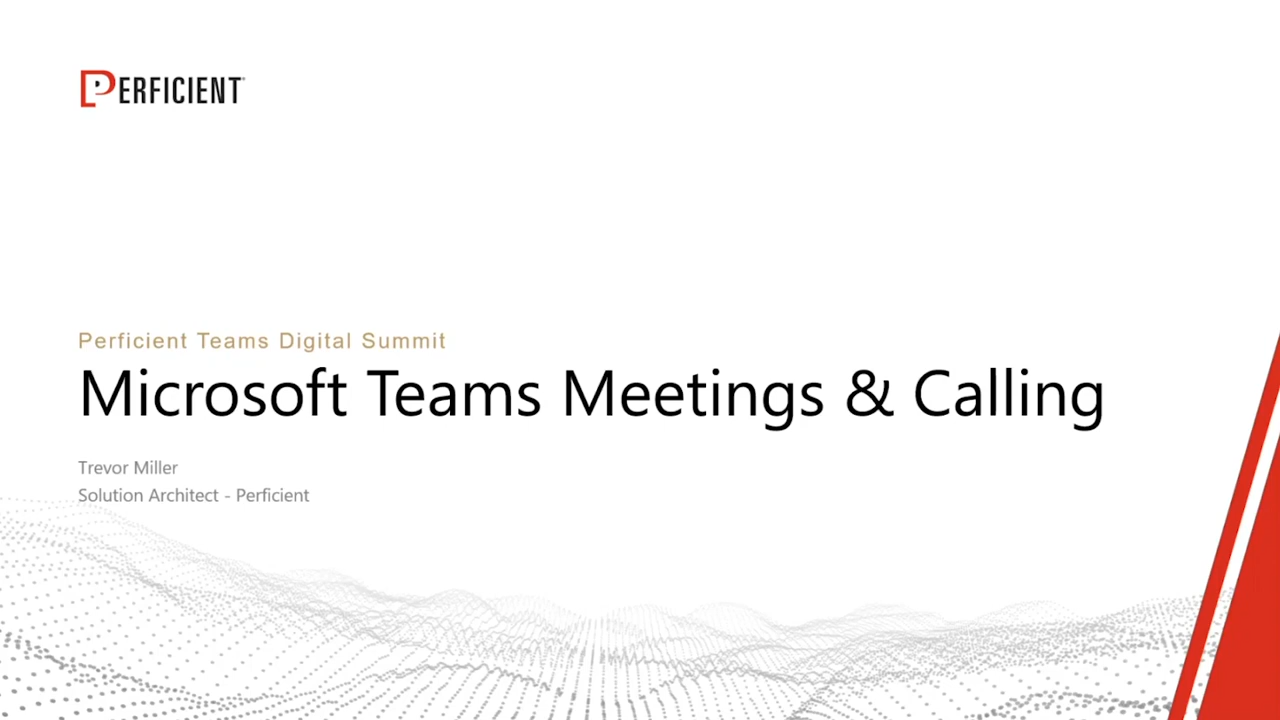 PERFICIENT
Perficient Teams Digital Summit
Microsoft Teams Meetings & Calling
Trevor Miller
Solution Architect - Perficient